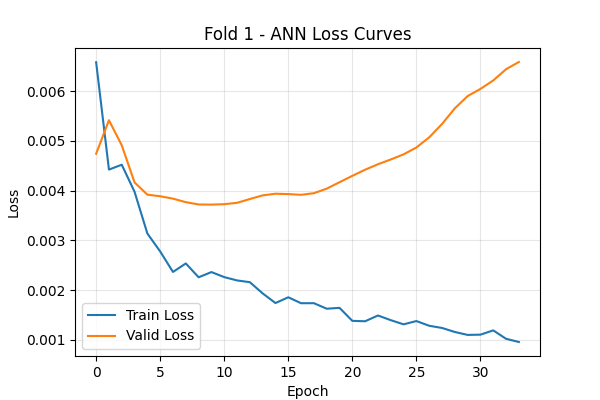 Fold 1 - ANN Loss Curves
Loss
0.006
0.005
0.004
0.003
0.002
0.001
Train Loss
Valid Loss
0 5 10 15 20 25 30
Epoch